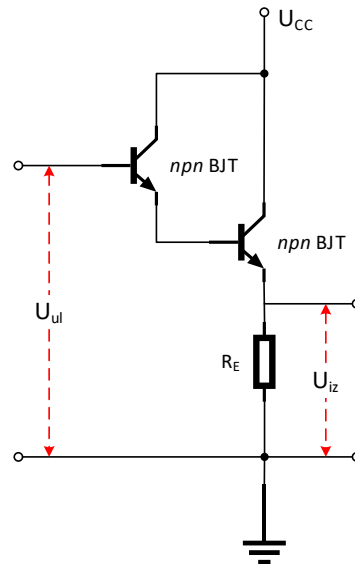 U_CC
npn BJT
npn BJT
U_ul
R_E
U_iz